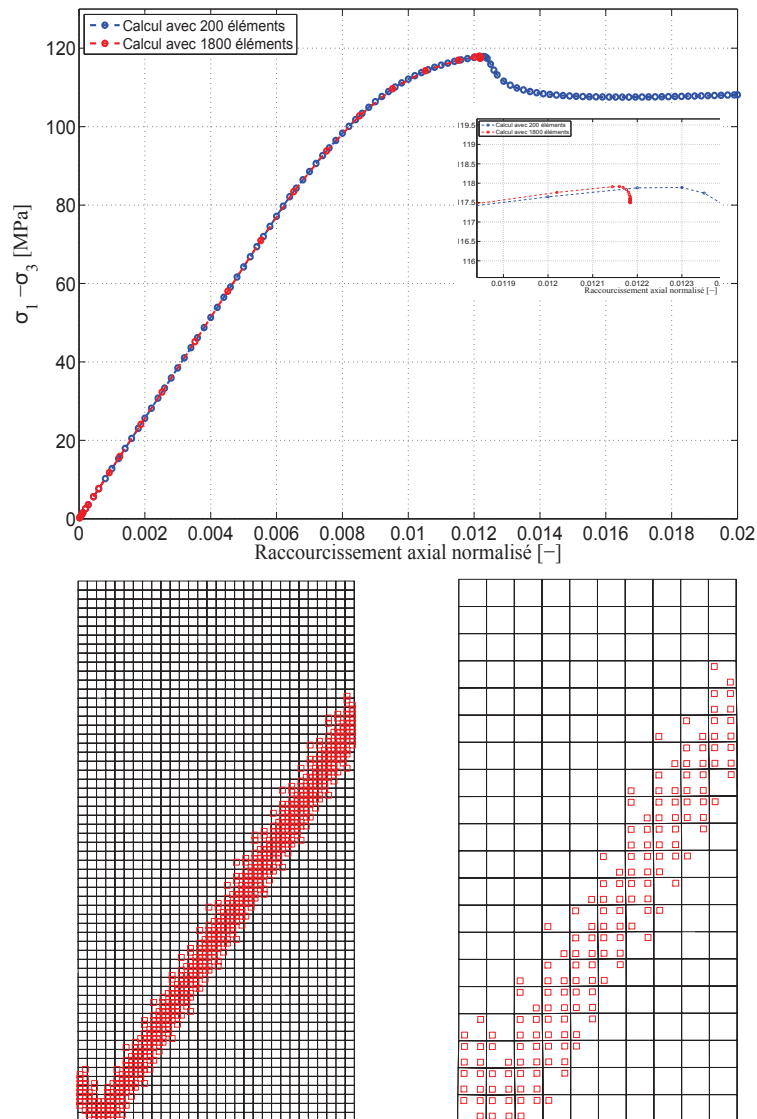 Calcul avec 200 éléments
Calcul avec 1800 éléments
120
100
80
60
40
20
0
σ₁ −σ₃ [MPa]
0.002 0.004 0.006 0.008 0.01 0.012 0.014 0.016 0.018 0.02
Raccourcissement axial normalisé [−]
Calcul avec 200 éléments
Calcul avec 1800 éléments
119.5
119
118.5
118
117.5
117
116.5
116
0.0119 0.012 0.0121 0.0122 0.0123 0.
Raccourcissement axial normalisé [−]